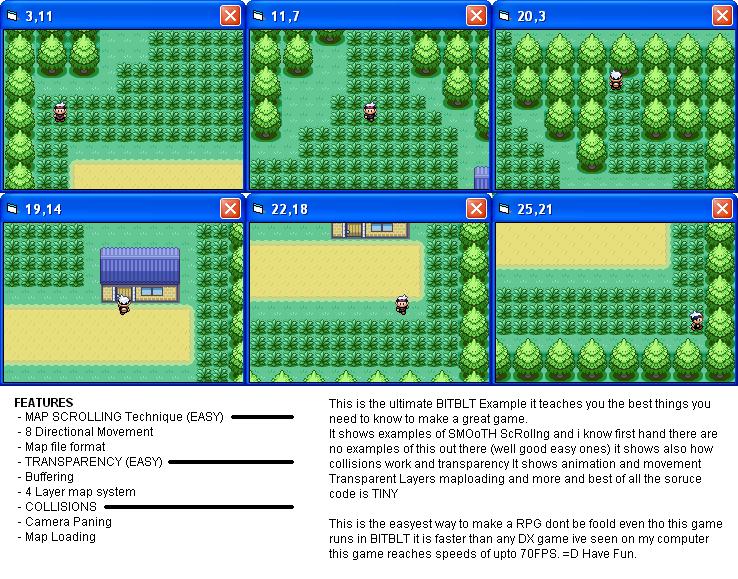 3,11
11,7
20,3
19,14
22,18
25,21
FEATURES
- MAP SCROLLING Technique (EASY)
- 8 Directional Movement
- Map file format
- TRANSPARENCY (EASY)
- Buffering
- 4 Layer map system
- COLLISIONS
- Camera Paning
- Map Loading
This is the ultimate BITBLT Example it teaches you the best things you
need to know to make a great game.
It shows examples of SMOoTH ScRolIng and i know first hand there are
no examples of this out there (well good easy ones) it shows also how
collisions work and transparency It shows animation and movement
Transparent Layers maploading and more and best of all the soruce
code is TINY
This is the easyest way to make a RPG dont be foold even tho this game
runs in BITBLT it is faster than any DX game ive seen on my computer
this game reaches speeds of upto 70FPS. =D Have Fun.